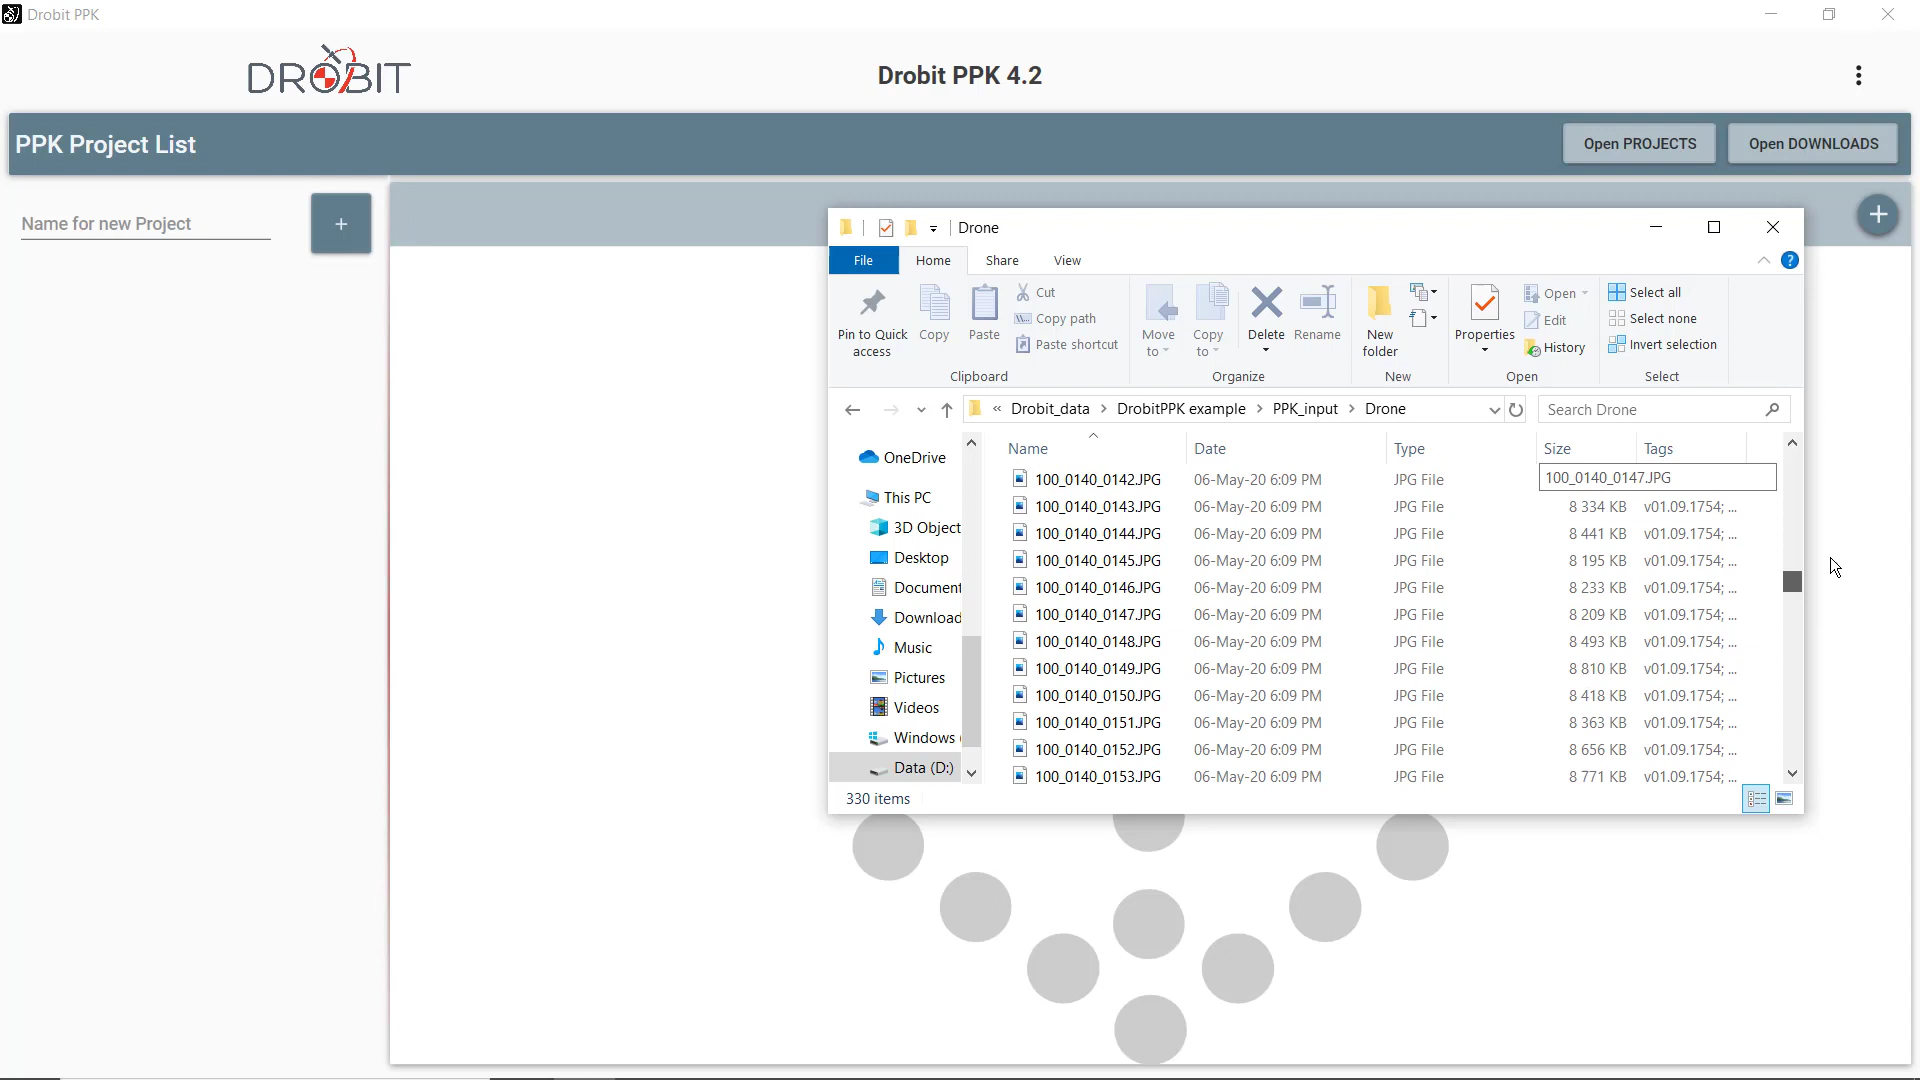 Drobit PPK
DROBIT
Drobit PPK 4.2
PPK Project List
Open PROJECTS
Open DOWNLOADS
Name for new Project
+
+
Drone
File
Home
Share
View
?
Pin to Quick access
Copy
Paste
Cut
Copy path
Paste shortcut
Clipboard
Move to
Copy to
Delete
Rename
Organize
New folder
New
Properties
Open
Edit
History
Open
Select all
Select none
Invert selection
Select
« Drobit_data > DrobitPPK example > PPK_input > Drone
Search Drone
OneDrive
This PC
3D Object
Desktop
Document
Download
Music
Pictures
Videos
Windows (
Data (D:)
Name Date Type Size Tags
100_0140_0142.JPG 06-May-20 6:09 PM JPG File
100_0140_0147.JPG
100_0140_0143.JPG 06-May-20 6:09 PM JPG File 8 334 KB v01.09.1754; ...
100_0140_0144.JPG 06-May-20 6:09 PM JPG File 8 441 KB v01.09.1754; ...
100_0140_0145.JPG 06-May-20 6:09 PM JPG File 8 195 KB v01.09.1754; ...
100_0140_0146.JPG 06-May-20 6:09 PM JPG File 8 233 KB v01.09.1754; ...
100_0140_0147.JPG 06-May-20 6:09 PM JPG File 8 209 KB v01.09.1754; ...
100_0140_0148.JPG 06-May-20 6:09 PM JPG File 8 493 KB v01.09.1754; ...
100_0140_0149.JPG 06-May-20 6:09 PM JPG File 8 810 KB v01.09.1754; ...
100_0140_0150.JPG 06-May-20 6:09 PM JPG File 8 418 KB v01.09.1754; ...
100_0140_0151.JPG 06-May-20 6:09 PM JPG File 8 363 KB v01.09.1754; ...
100_0140_0152.JPG 06-May-20 6:09 PM JPG File 8 656 KB v01.09.1754; ...
100_0140_0153.JPG 06-May-20 6:09 PM JPG File 8 771 KB v01.09.1754; ...
330 items